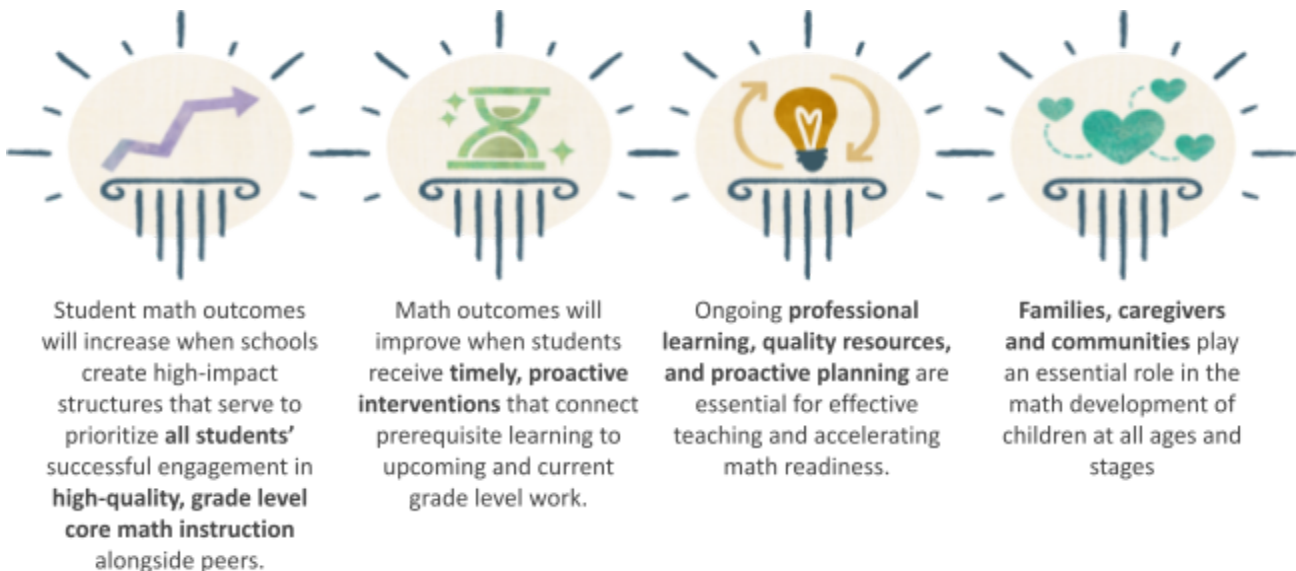 Student math outcomes
will increase when schools
create high-impact
structures that serve to
prioritize all students’
successful engagement in
high-quality, grade level
core math instruction
alongside peers.
Math outcomes will
improve when students
receive timely, proactive
interventions that connect
prerequisite learning to
upcoming and current
grade level work.
Ongoing professional
learning, quality resources,
and proactive planning are
essential for effective
teaching and accelerating
math readiness.
Families, caregivers
and communities play
an essential role in the
math development of
children at all ages and
stages